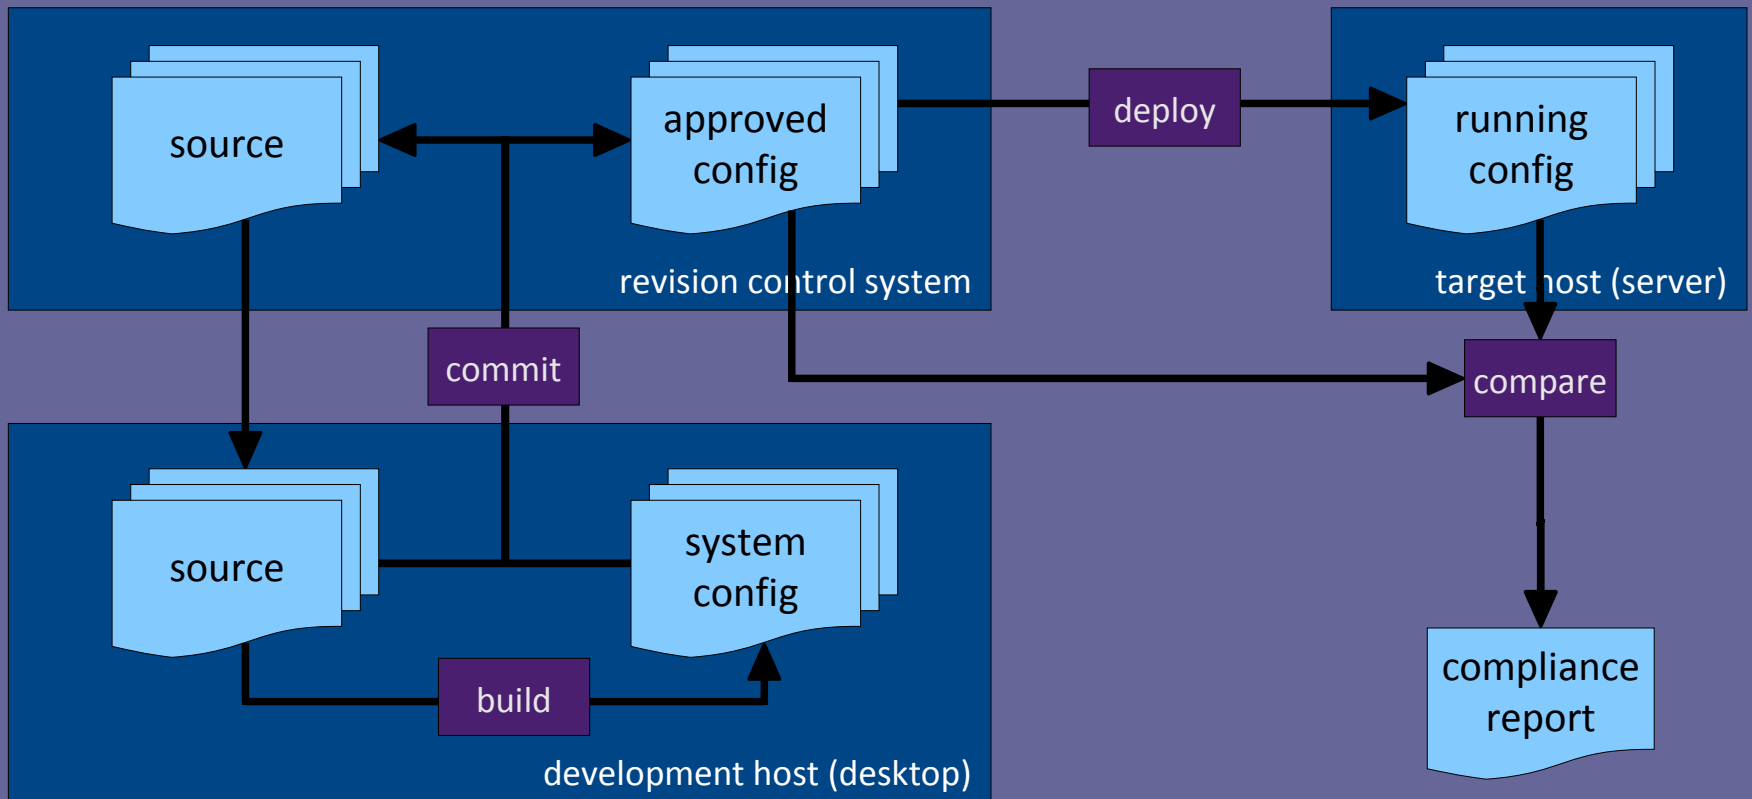 source
approved
config
deploy
running
config
revision control system
target host (server)
commit
compare
source
system
config
build
compliance
report
development host (desktop)